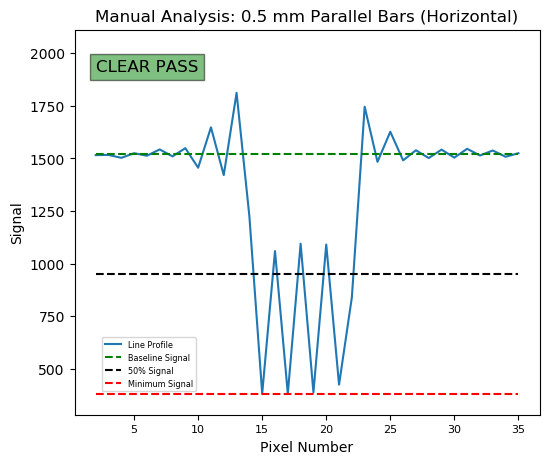 Manual Analysis: 0.5 mm Parallel Bars (Horizontal)
2000
CLEAR PASS
1750
1500
1250
Signal
1000
750
500
Line Profile
Baseline Signal
50% Signal
Minimum Signal
5 10 15 20 25 30 35
Pixel Number